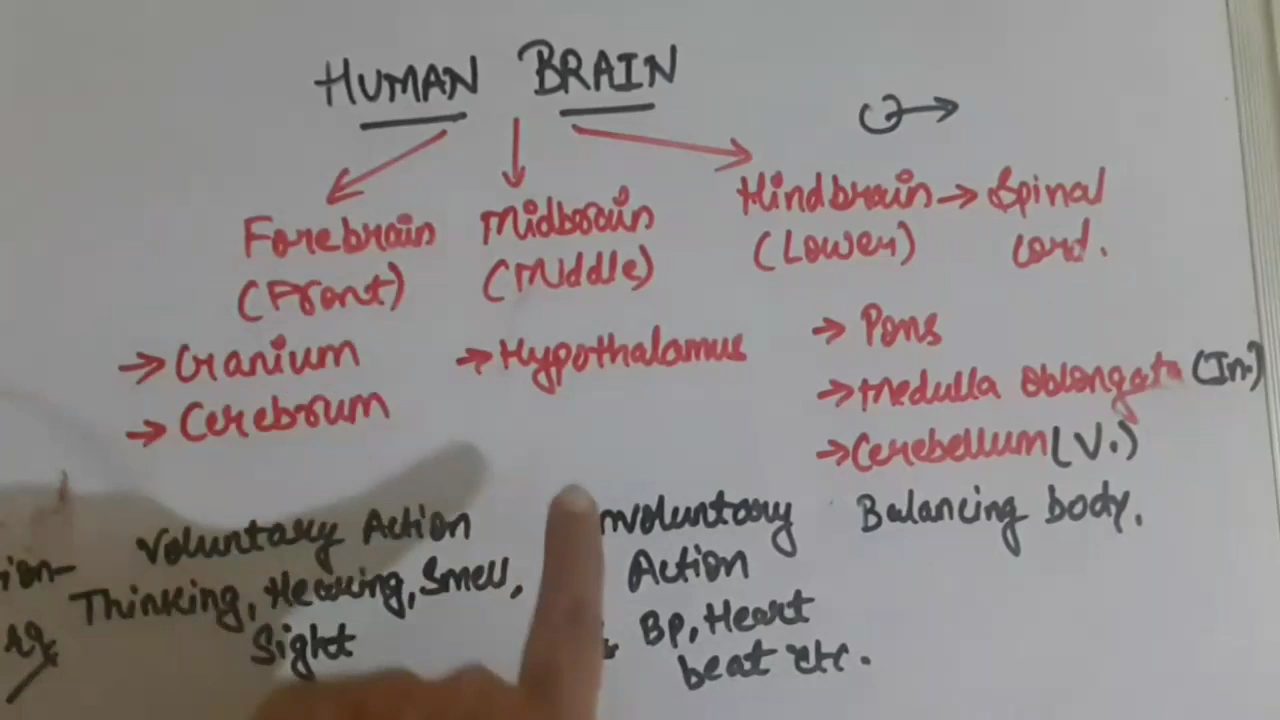 HUMAN BRAIN
Forebrain
(Front)
→ Cranium
→ Cerebrum
Midbrain
(Middle)
→ Hypothalamus
Hindbrain → Spinal cord.
(Lower)
→ Pons
→ Medulla oblongata (In.)
→ Cerebellum (V.)
Voluntary Action
Thinking, Hearing, Smell,
Sight
nvoluntary
Action
BP, Heart
beat etc.
Balancing body.